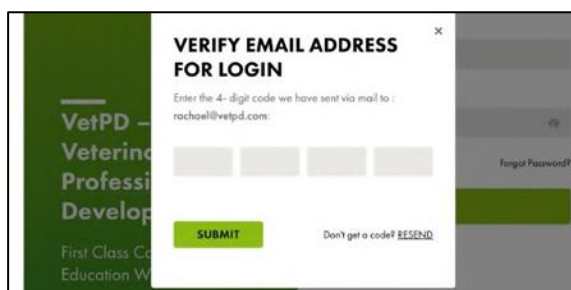 ×
VERIFY EMAIL ADDRESS
FOR LOGIN
Enter the 4- digit code we have sent via mail to :
rachael@vetpd.com:
SUBMIT
Don't get a code? RESEND
VetPD –
Veterinc
Professi
Develop
First Class Co
Education W
Forgot Password?